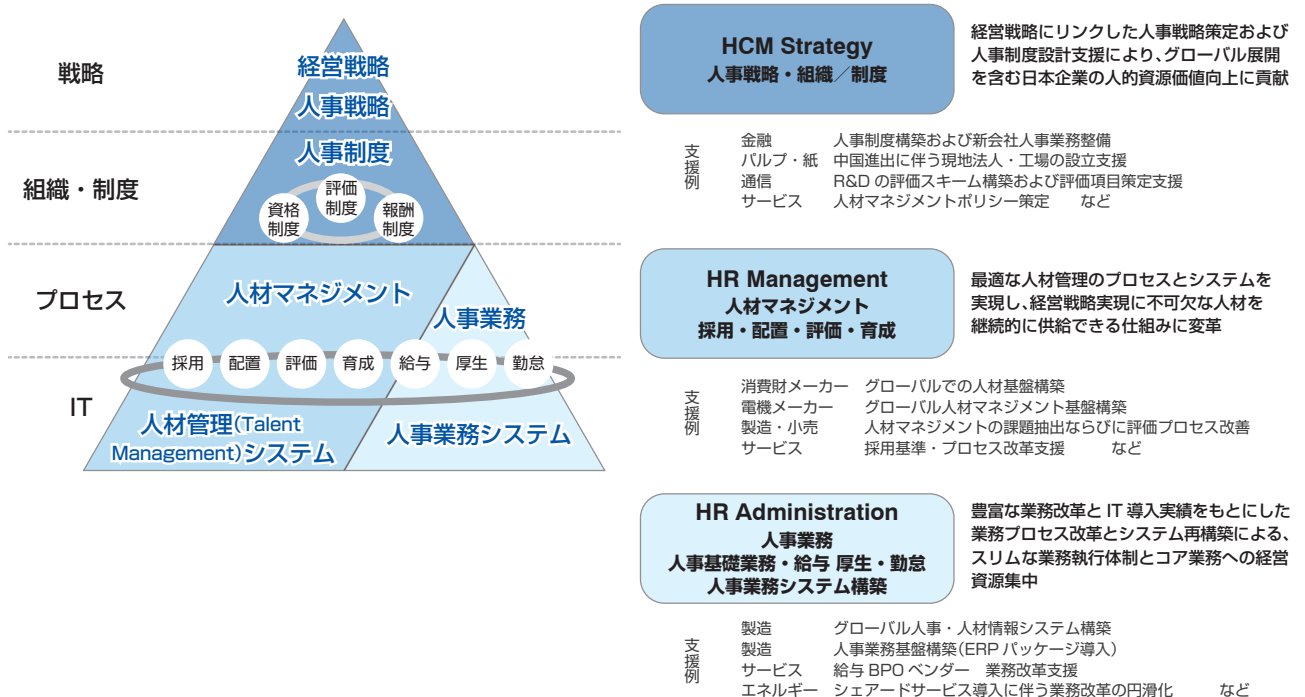 戦略
経営戦略
人事戦略
組織・制度
人事制度
評価
制度
資格
制度
報酬
制度
プロセス
人材マネジメント
人事業務
採用
配置
評価
育成
給与
厚生
勤怠
IT
人材管理(Talent
Management)システム
人事業務システム
HCM Strategy
人事戦略・組織／制度
経営戦略にリンクした人事戦略策定および
人事制度設計支援により、グローバル展開
を含む日本企業の人的資源価値向上に貢献
支援例
金融 人事制度構築および新会社人事業務整備
パルプ・紙 中国進出に伴う現地法人・工場の設立支援
通信 R&D の評価スキーム構築および評価項目策定支援
サービス 人材マネジメントポリシー策定 など
HR Management
人材マネジメント
採用・配置・評価・育成
最適な人材管理のプロセスとシステムを
実現し、経営戦略実現に不可欠な人材を
継続的に供給できる仕組みに変革
支援例
消費財メーカー グローバルでの人材基盤構築
電機メーカー グローバル人材マネジメント基盤構築
製造・小売 人材マネジメントの課題抽出ならびに評価プロセス改善
サービス 採用基準・プロセス改革支援 など
HR Administration
人事業務
人事基礎業務・給与 厚生・勤怠
人事業務システム構築
豊富な業務改革と IT 導入実績をもとにした
業務プロセス改革とシステム再構築による、
スリムな業務執行体制とコア業務への経営
資源集中
支援例
製造 グローバル人事・人材情報システム構築
製造 人事業務基盤構築(ERP パッケージ導入)
サービス 給与 BPO ベンダー 業務改革支援
エネルギー シェアードサービス導入に伴う業務改革の円滑化 など